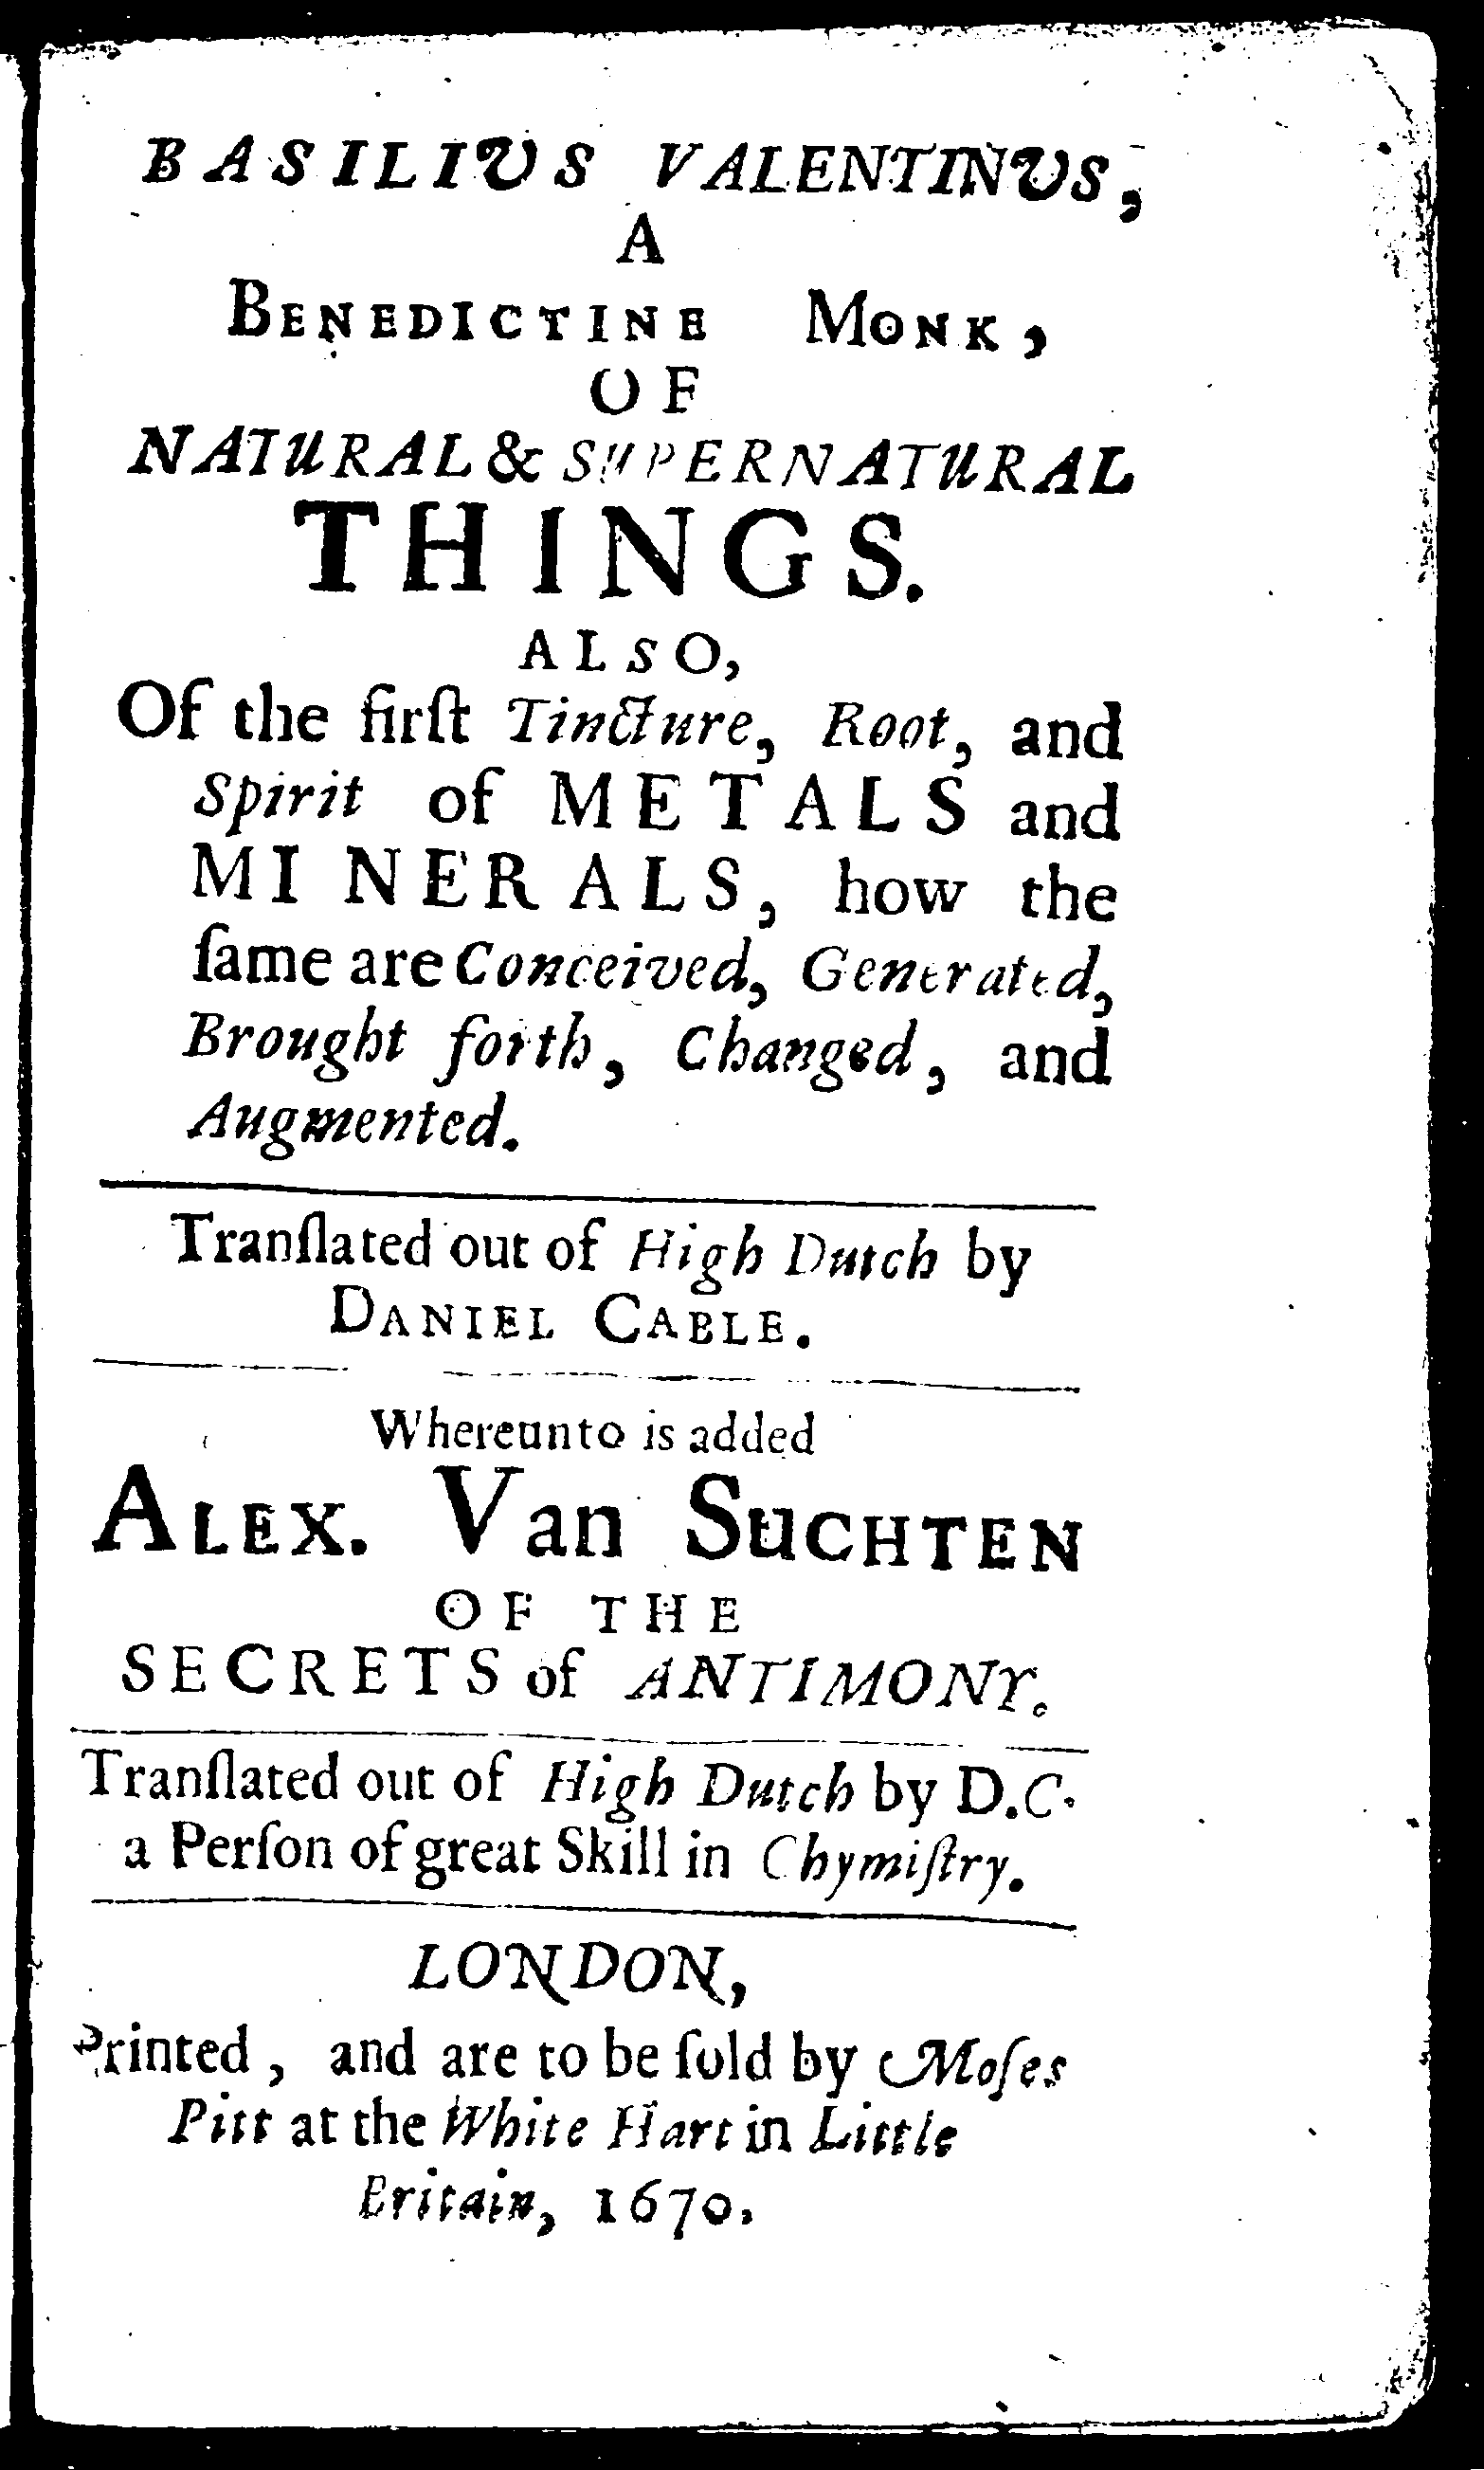 BASILIUS VALENTINUS,
A
BENEDICTINE MONK,
OF
NATURAL & SUPERNATURAL
THINGS.
ALSO,
Of the firſt Tincture, Root, and
Spirit of METALS and
MINERALS, how the
ſame are Conceived, Generated,
Brought forth, Changed, and
Augmented.
Tranſlated out of High Dutch by
DANIEL CABLE.
Whereunto is added
ALEX. Van SUCHTEN
OF THE
SECRETS of ANTIMONY.
Tranſlated out of High Dutch by D.C.
a Perſon of great Skill in Chymiſtry.
LONDON,
Printed, and are to be ſold by Moſes
Pitt at the White Hart in Little
Britain, 1670.